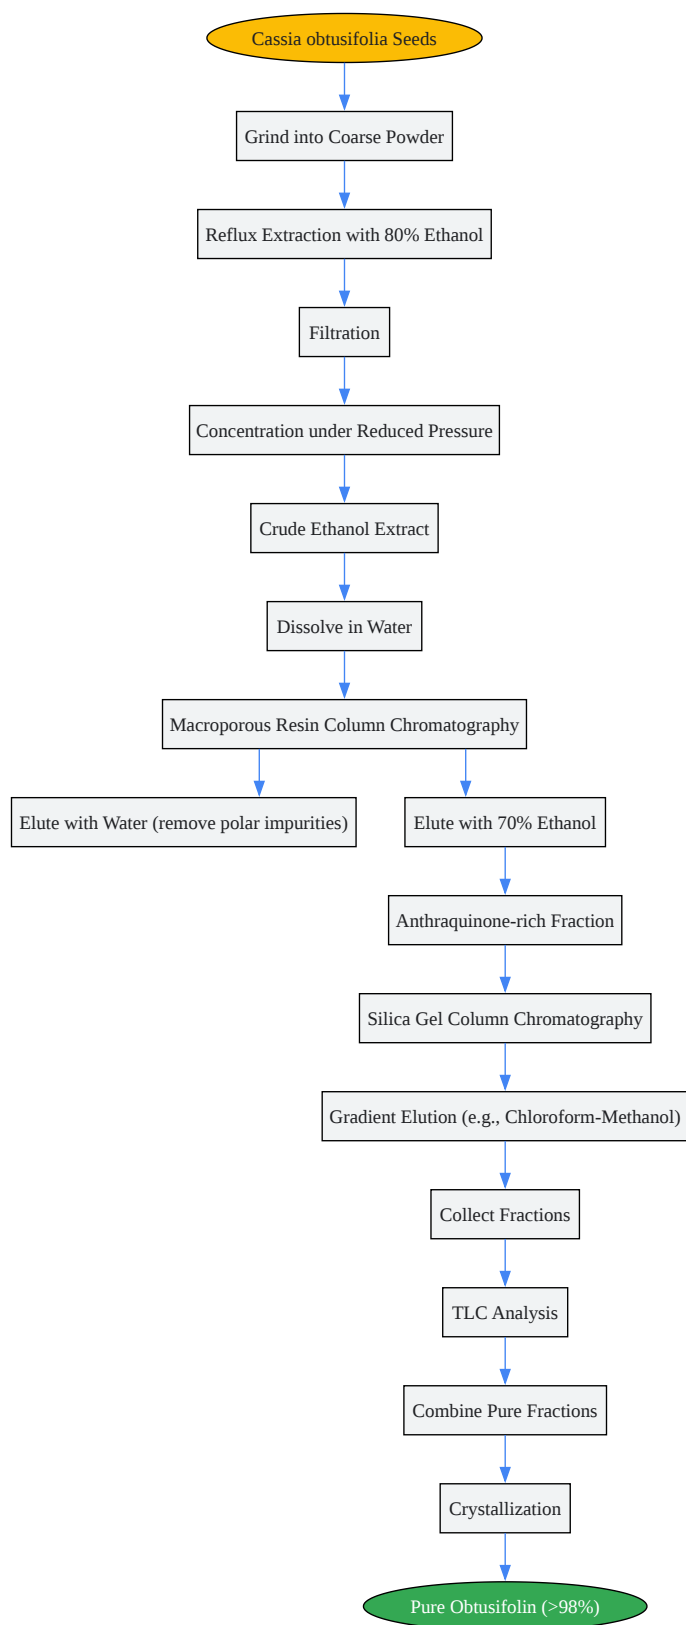 Cassia obtusifolia Seeds
Grind into Coarse Powder
Reflux Extraction with 80% Ethanol
Filtration
Concentration under Reduced Pressure
Crude Ethanol Extract
Dissolve in Water
Macroporous Resin Column Chromatography
Elute with Water (remove polar impurities)
Elute with 70% Ethanol
Anthraquinone-rich Fraction
Silica Gel Column Chromatography
Gradient Elution (e.g., Chloroform-Methanol)
Collect Fractions
TLC Analysis
Combine Pure Fractions
Crystallization
Pure Obtusifolin (>98%)